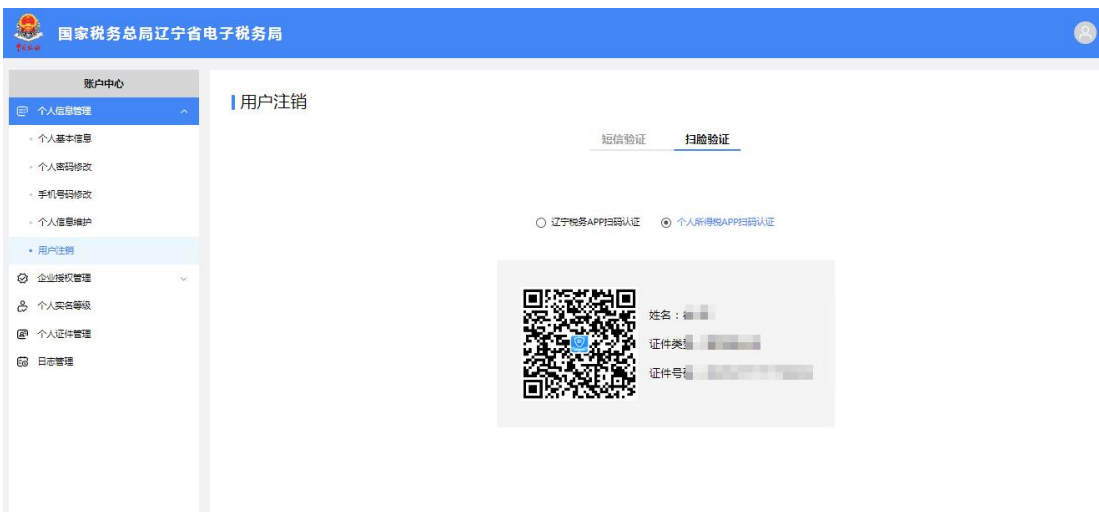 国家税务总局辽宁省电子税务局
账户中心
个人信息管理
个人基本信息
个人密码修改
手机号码修改
个人信息维护
用户注销
企业授权管理
个人实名等级
个人证件管理
日志管理
用户注销
短信验证 扫脸验证
辽宁税务APP扫码认证 个人所得税APP扫码认证
姓名：
证件类
证件号